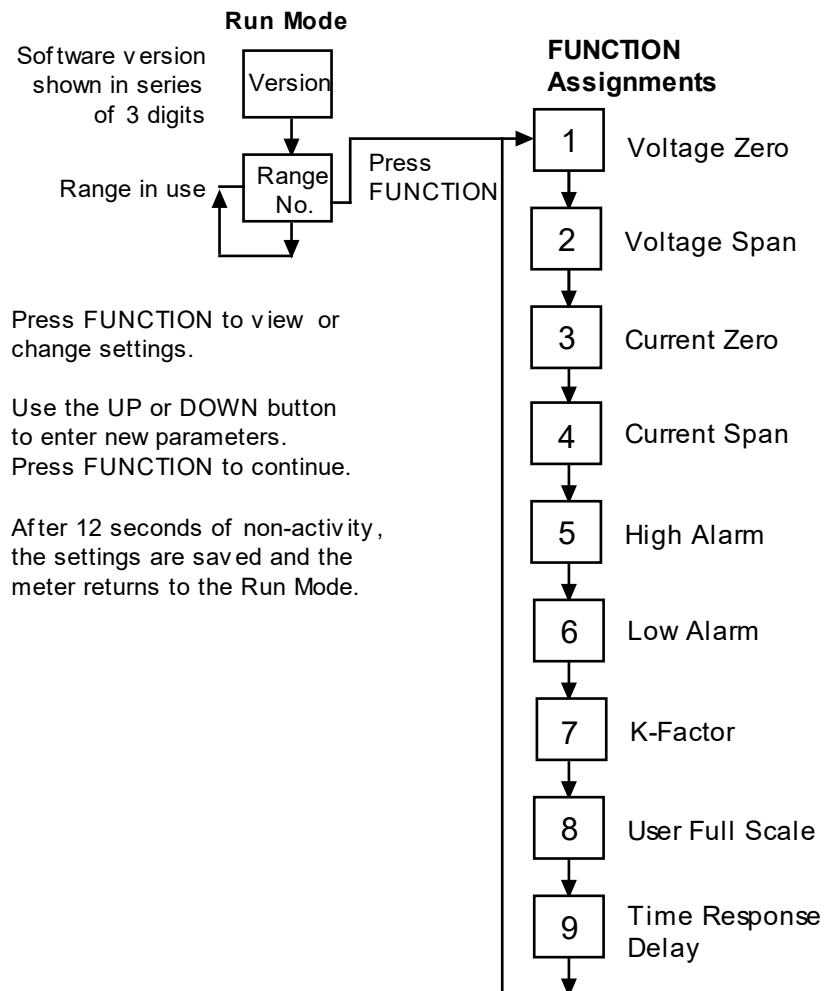 Run Mode
Software version
shown in series
of 3 digits
Version
Range in use
Range
No.
Press
FUNCTION
Press FUNCTION to view or
change settings.
Use the UP or DOWN button
to enter new parameters.
Press FUNCTION to continue.
After 12 seconds of non-activity,
the settings are saved and the
meter returns to the Run Mode.
FUNCTION
Assignments
1 Voltage Zero
2 Voltage Span
3 Current Zero
4 Current Span
5 High Alarm
6 Low Alarm
7 K-Factor
8 User Full Scale
9 Time Response
Delay